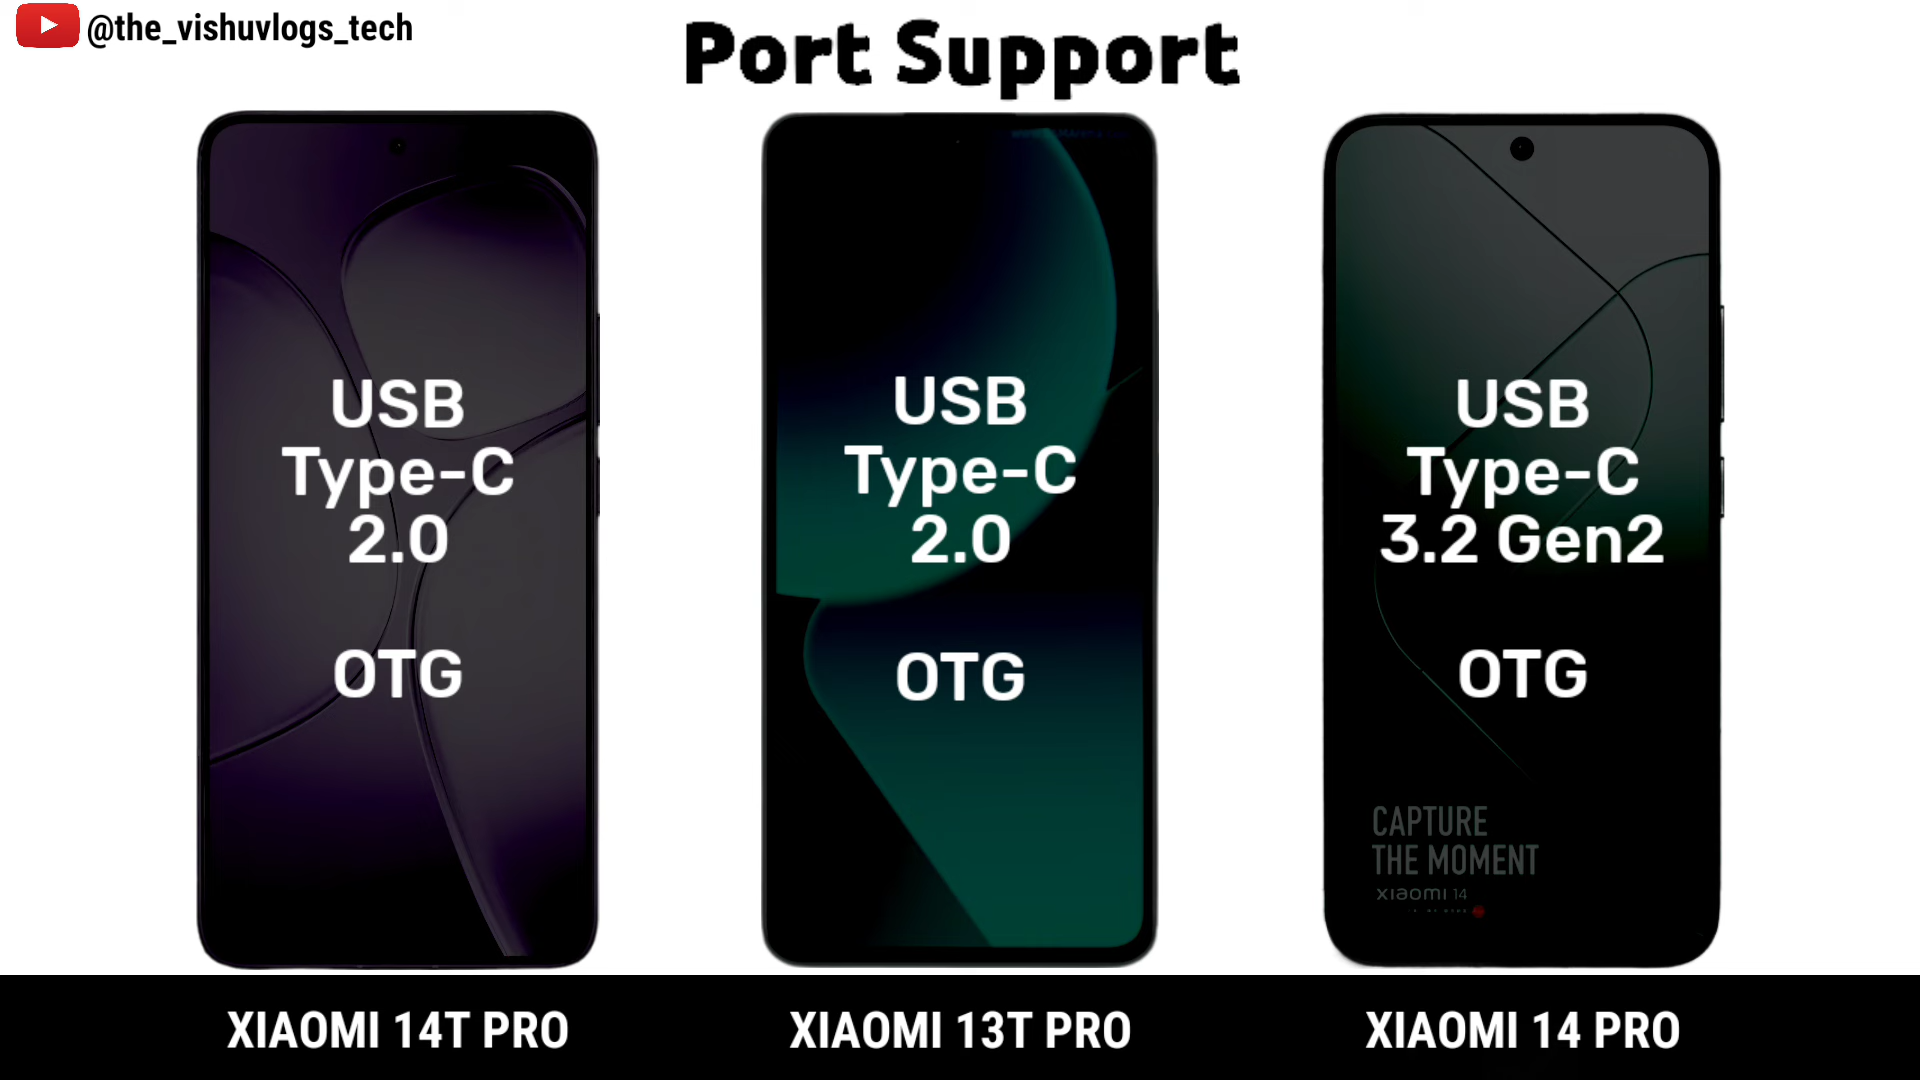 @the_vishuvlogs_tech
Port Support
USB
Type-C
2.0
OTG
USB
Type-C
2.0
OTG
USB
Type-C
3.2 Gen2
OTG
CAPTURE
THE MOMENT
xiaomi 14
XIAOMI 14T PRO
XIAOMI 13T PRO
XIAOMI 14 PRO